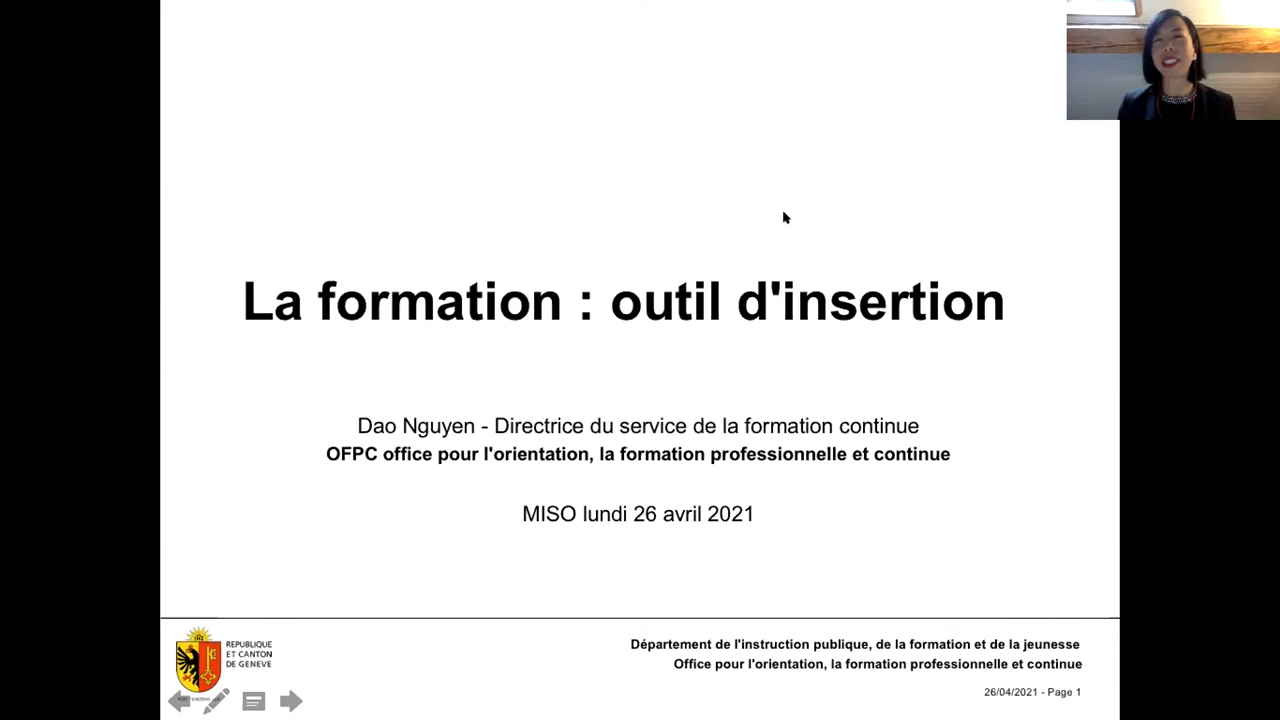 La formation : outil d'insertion
Dao Nguyen - Directrice du service de la formation continue
OFPC office pour l'orientation, la formation professionnelle et continue
MISO lundi 26 avril 2021
REPUBLIQUE
ET CANTON
DE GENEVE
Département de l'instruction publique, de la formation et de la jeunesse
Office pour l'orientation, la formation professionnelle et continue
26/04/2021 - Page 1